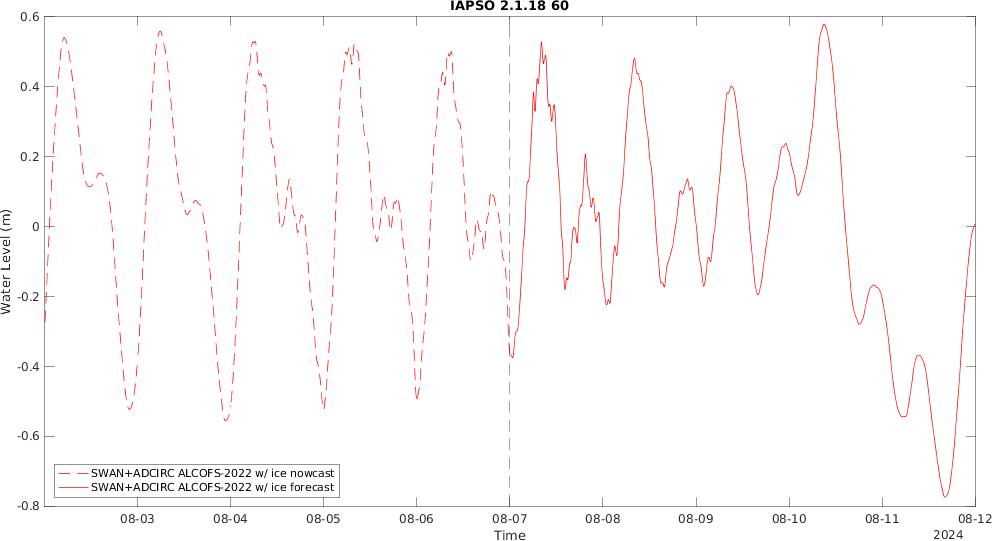 IAPSO 2.1.18 60
0.6
0.4
0.2
0
-0.2
-0.4
-0.6
-0.8
Water Level (m)
SWAN+ADCIRC ALCOFS-2022 w/ ice nowcast
SWAN+ADCIRC ALCOFS-2022 w/ ice forecast
08-03 08-04 08-05 08-06 08-07 08-08 08-09 08-10 08-11 08-12
Time
2024